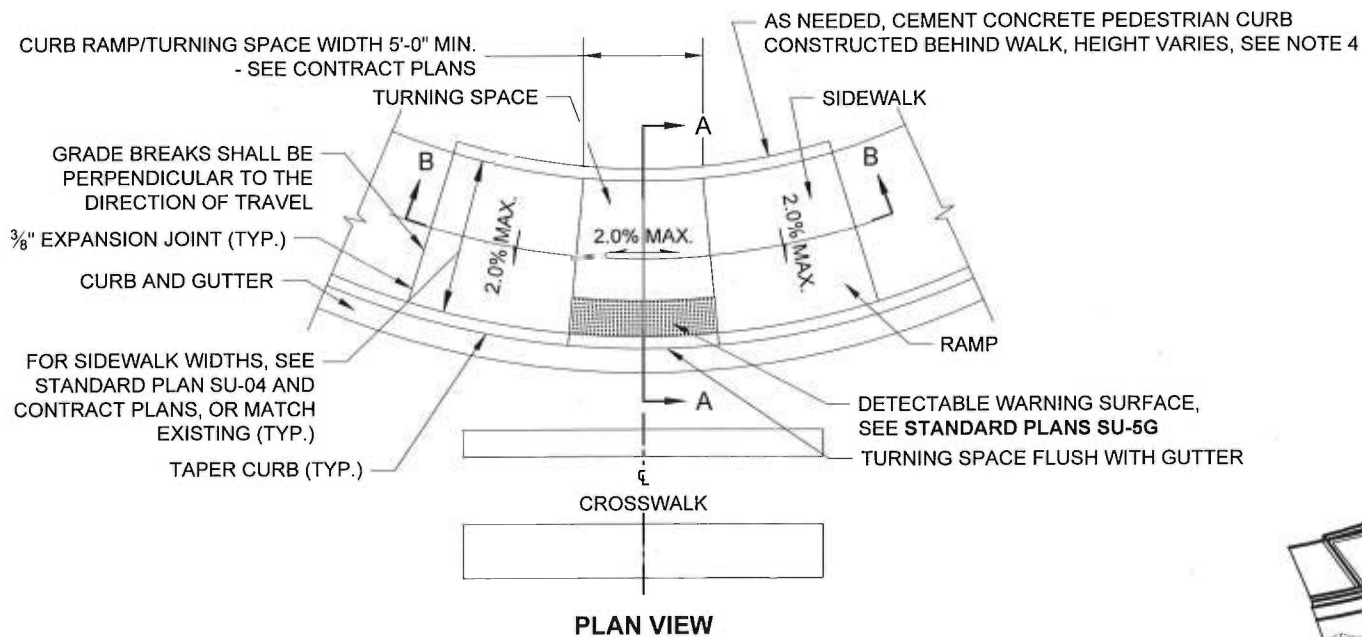 CURB RAMP/TURNING SPACE WIDTH 5'-0" MIN.
- SEE CONTRACT PLANS
AS NEEDED, CEMENT CONCRETE PEDESTRIAN CURB
CONSTRUCTED BEHIND WALK, HEIGHT VARIES, SEE NOTE 4
TURNING SPACE
SIDEWALK
A
GRADE BREAKS SHALL BE
PERPENDICULAR TO THE
DIRECTION OF TRAVEL
B
B
2.0% MAX.
2.0% MAX.
2.0% MAX.
⅜" EXPANSION JOINT (TYP.)
CURB AND GUTTER
RAMP
FOR SIDEWALK WIDTHS, SEE
STANDARD PLAN SU-04 AND
CONTRACT PLANS, OR MATCH
EXISTING (TYP.)
A
DETECTABLE WARNING SURFACE,
SEE STANDARD PLANS SU-5G
TAPER CURB (TYP.)
TURNING SPACE FLUSH WITH GUTTER
℄
CROSSWALK
PLAN VIEW